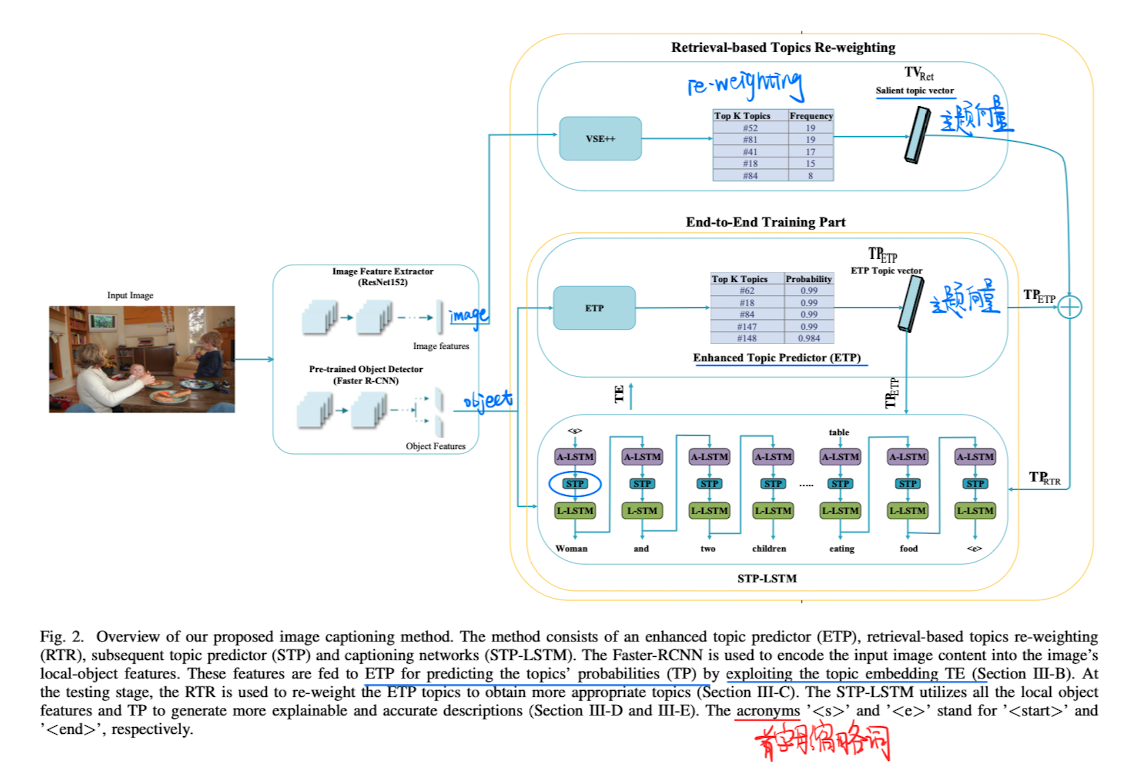 Retrieval-based Topics Re-weighting
re-weighting
TV_Ret
Salient topic vector
主题向量
VSE++
Top K Topics Frequency
#52 19
#81 19
#41 17
#18 15
#84 8
End-to-End Training Part
Input Image
Image Feature Extractor
(ResNet152)
image
Image features
Pre-trained Object Detector
(Faster R-CNN)
object
Object Features
ETP
Top K Topics Probability
#62 0.99
#18 0.99
#84 0.99
#147 0.99
#148 0.984
TP_ETP
ETP Topic vector
主题向量
TP_ETP
Enhanced Topic Predictor (ETP)
TE
TP_ETP
<s> table
A-LSTM A-LSTM A-LSTM A-LSTM A-LSTM A-LSTM A-LSTM
STP STP STP STP ..... STP STP STP
L-LSTM L-STM L-LSTM L-LSTM L-LSTM L-LSTM L-LSTM
Woman and two children eating food <e>
TP_RTR
STP-LSTM
Fig. 2. Overview of our proposed image captioning method. The method consists of an enhanced topic predictor (ETP), retrieval-based topics re-weighting
(RTR), subsequent topic predictor (STP) and captioning networks (STP-LSTM). The Faster-RCNN is used to encode the input image content into the image's
local-object features. These features are fed to ETP for predicting the topics' probabilities (TP) by exploiting the topic embedding TE (Section III-B). At
the testing stage, the RTR is used to re-weight the ETP topics to obtain more appropriate topics (Section III-C). The STP-LSTM utilizes all the local object
features and TP to generate more explainable and accurate descriptions (Section III-D and III-E). The acronyms '<s>' and '<e>' stand for '<start>' and
'<end>', respectively.
首字母缩略词